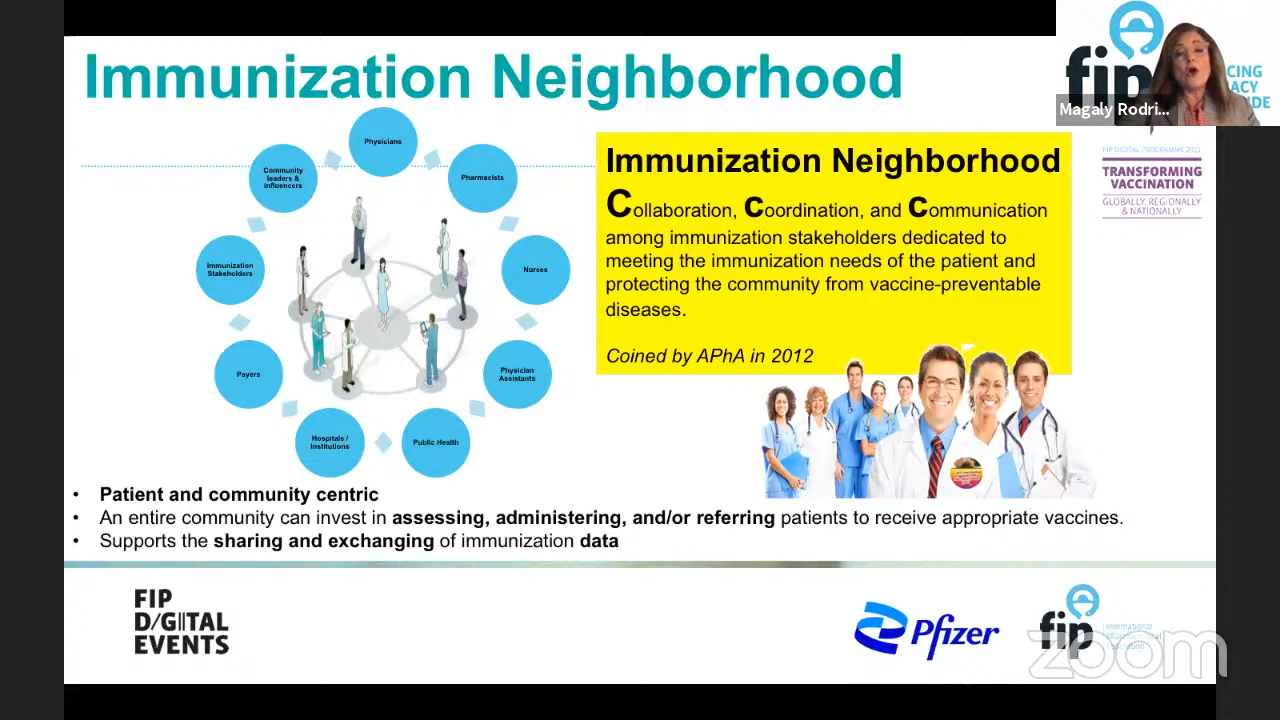 Immunization Neighborhood
fip
CING
ACY
IDE
Magaly Rodri...
Physicians
Community
leaders &
influencers
Pharmacists
Immunization
Stakeholders
Nurses
Payers
Physician
Assistants
Hospitals /
Institutions
Public Health
Immunization Neighborhood
Collaboration, Coordination, and Communication
among immunization stakeholders dedicated to
meeting the immunization needs of the patient and
protecting the community from vaccine-preventable
diseases.
Coined by APhA in 2012
FIP DIGITAL PROGRAMME 2021
TRANSFORMING
VACCINATION
GLOBALLY, REGIONALLY
& NATIONALLY
• Patient and community centric
• An entire community can invest in assessing, administering, and/or referring patients to receive appropriate vaccines.
• Supports the sharing and exchanging of immunization data
FIP
DIGITAL
EVENTS
Pfizer
fip
International
zoom